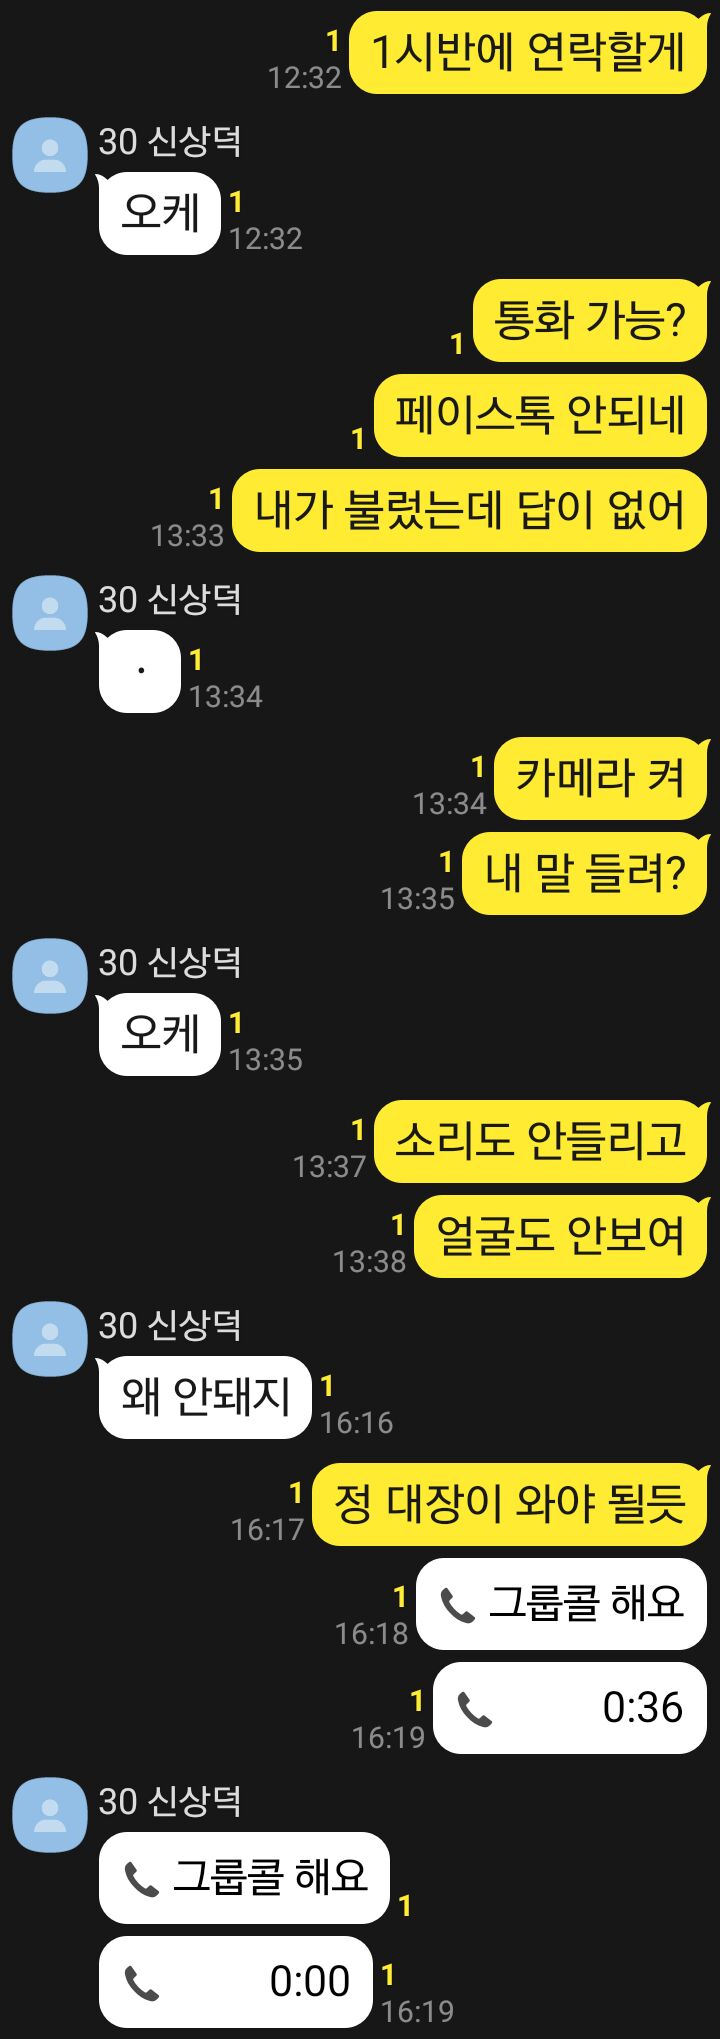 1시반에 연락할게
1
12:32
30 신상덕
오케
1
12:32
통화 가능?
1
페이스톡 안되네
1
내가 불렀는데 답이 없어
1
13:33
30 신상덕
.
1
13:34
카메라 켜
1
13:34
내 말 들려?
1
13:35
30 신상덕
오케
1
13:35
소리도 안들리고
1
13:37
얼굴도 안보여
1
13:38
30 신상덕
왜 안돼지
1
16:16
정 대장이 와야 될듯
1
16:17
그룹콜 해요
1
16:18
0:36
1
16:19
30 신상덕
그룹콜 해요
1
0:00
1
16:19